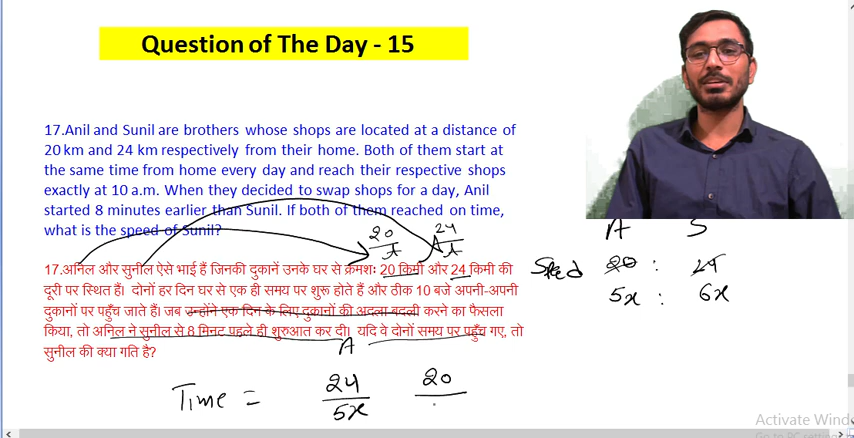 Question of The Day - 15
17.Anil and Sunil are brothers whose shops are located at a distance of
20 km and 24 km respectively from their home. Both of them start at
the same time from home every day and reach their respective shops
exactly at 10 a.m. When they decided to swap shops for a day, Anil
started 8 minutes earlier than Sunil. If both of them reached on time,
what is the speed of Sunil?
20/x 24/x
17.अनिल और सुनील ऐसे भाई हैं जिनकी दुकानें उनके घर से क्रमशः 20 किमी और 24 किमी की
दूरी पर स्थित हैं। दोनों हर दिन घर से एक ही समय पर शुरू होते हैं और ठीक 10 बजे अपनी-अपनी
दुकानों पर पहुँच जाते हैं। जब उन्होंने एक दिन के लिए दुकानों की अदला-बदली करने का फैसला
किया, तो अनिल ने सुनील से 8 मिनट पहले ही शुरुआत कर दी। यदि वे दोनों समय पर पहुँच गए, तो
सुनील की क्या गति है?
A S
Speed 20 : 24
5x : 6x
A
Time = 24/5x 20
Activate Wind